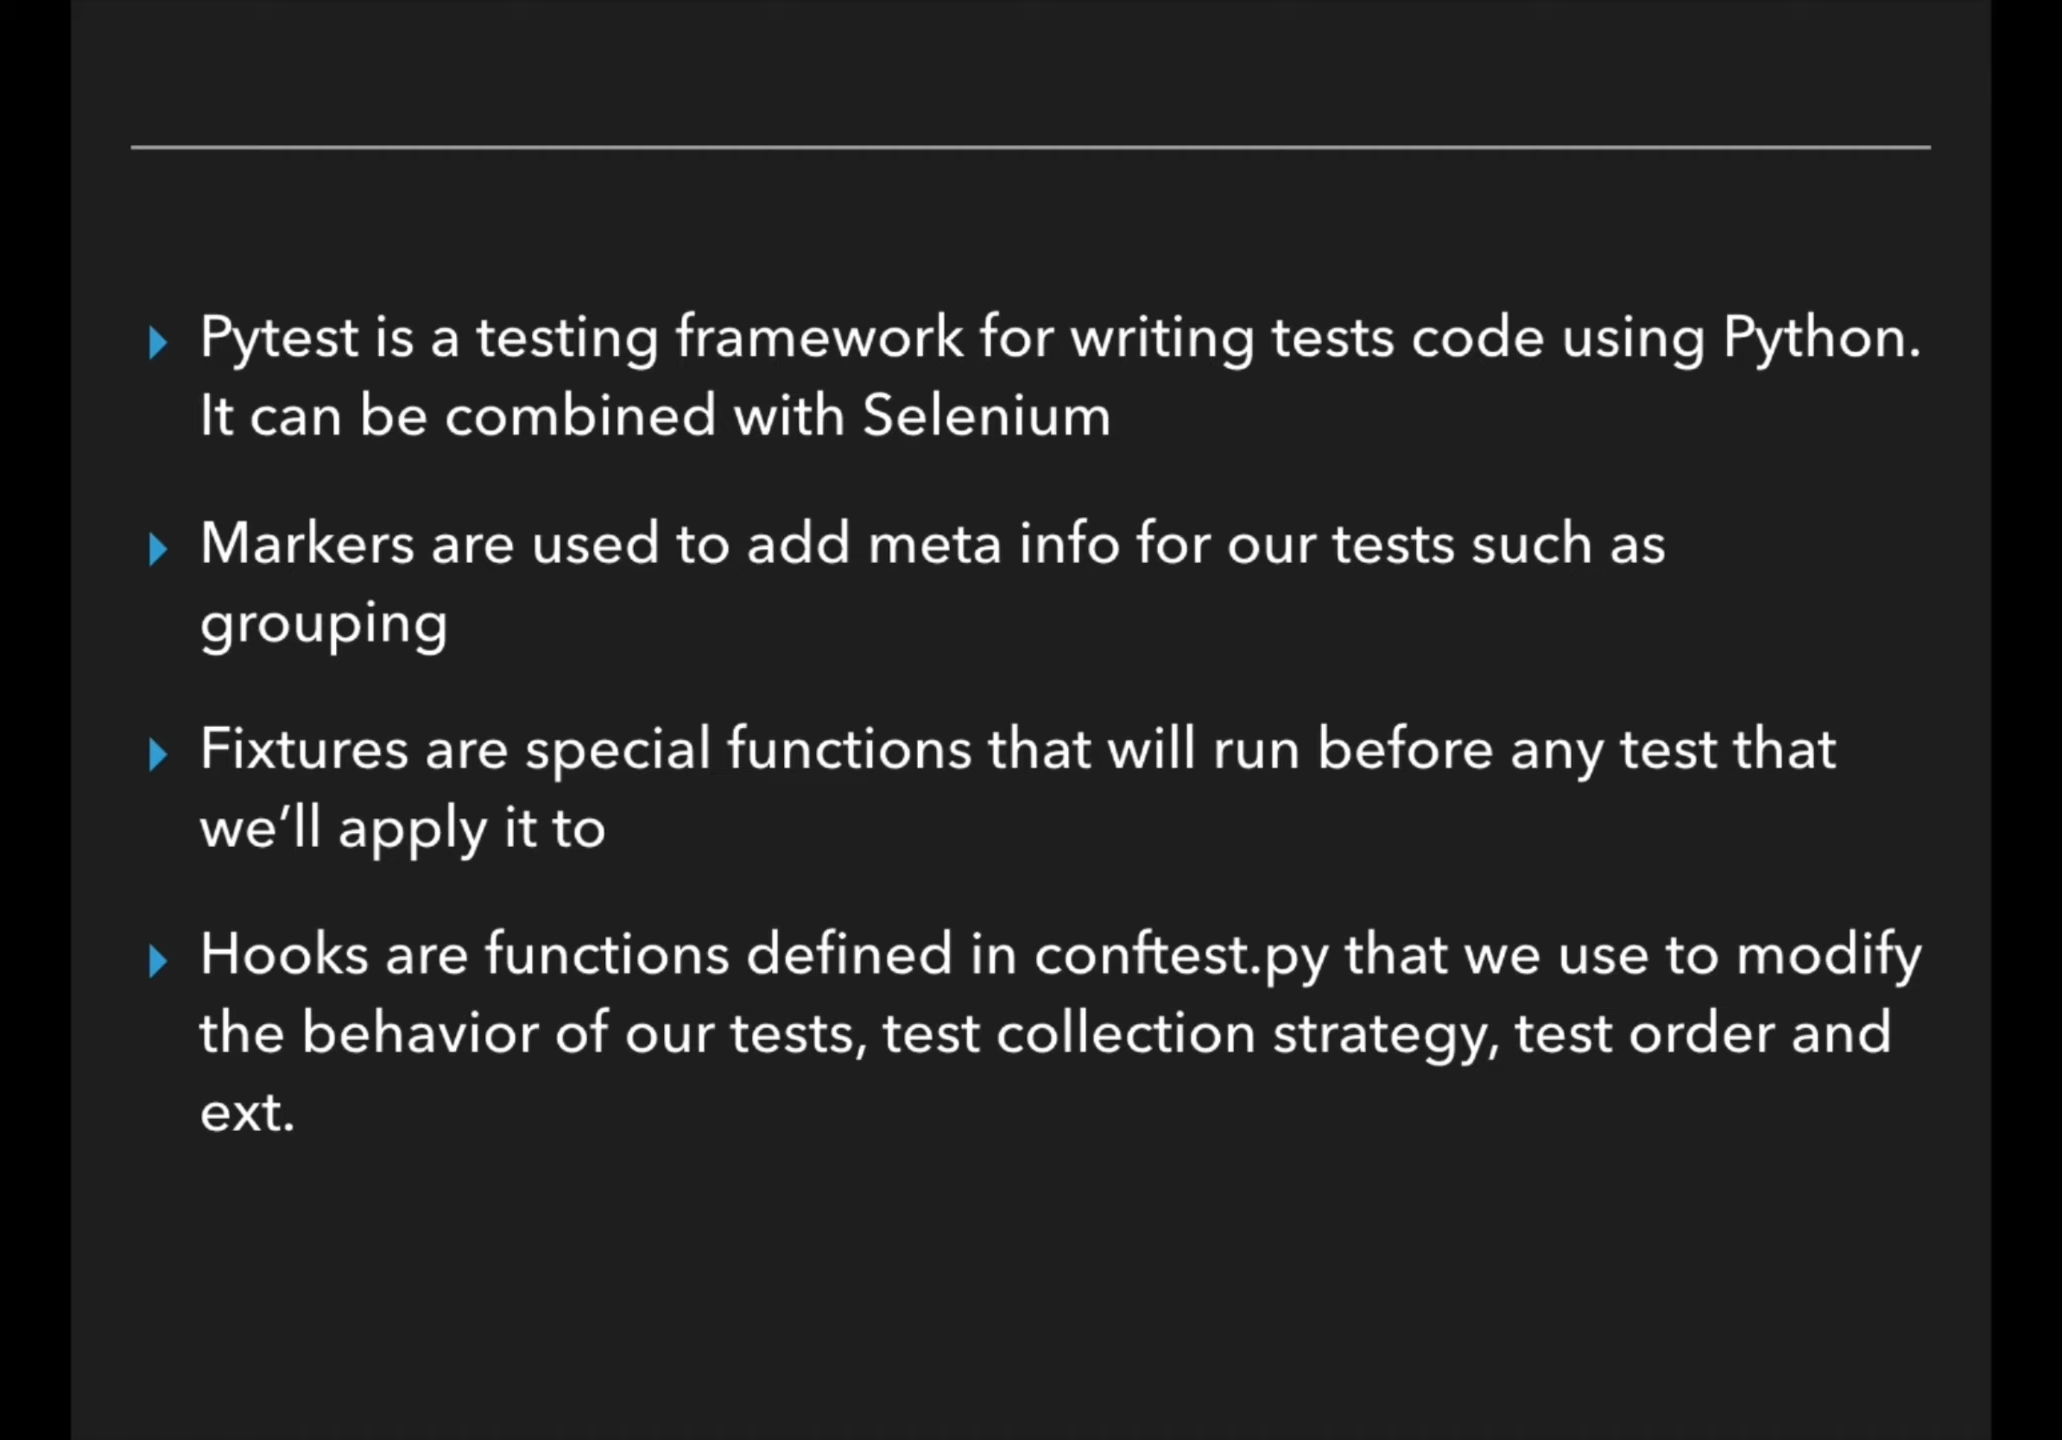 Pytest is a testing framework for writing tests code using Python.
It can be combined with Selenium
Markers are used to add meta info for our tests such as
grouping
Fixtures are special functions that will run before any test that
we’ll apply it to
Hooks are functions defined in conftest.py that we use to modify
the behavior of our tests, test collection strategy, test order and
ext.